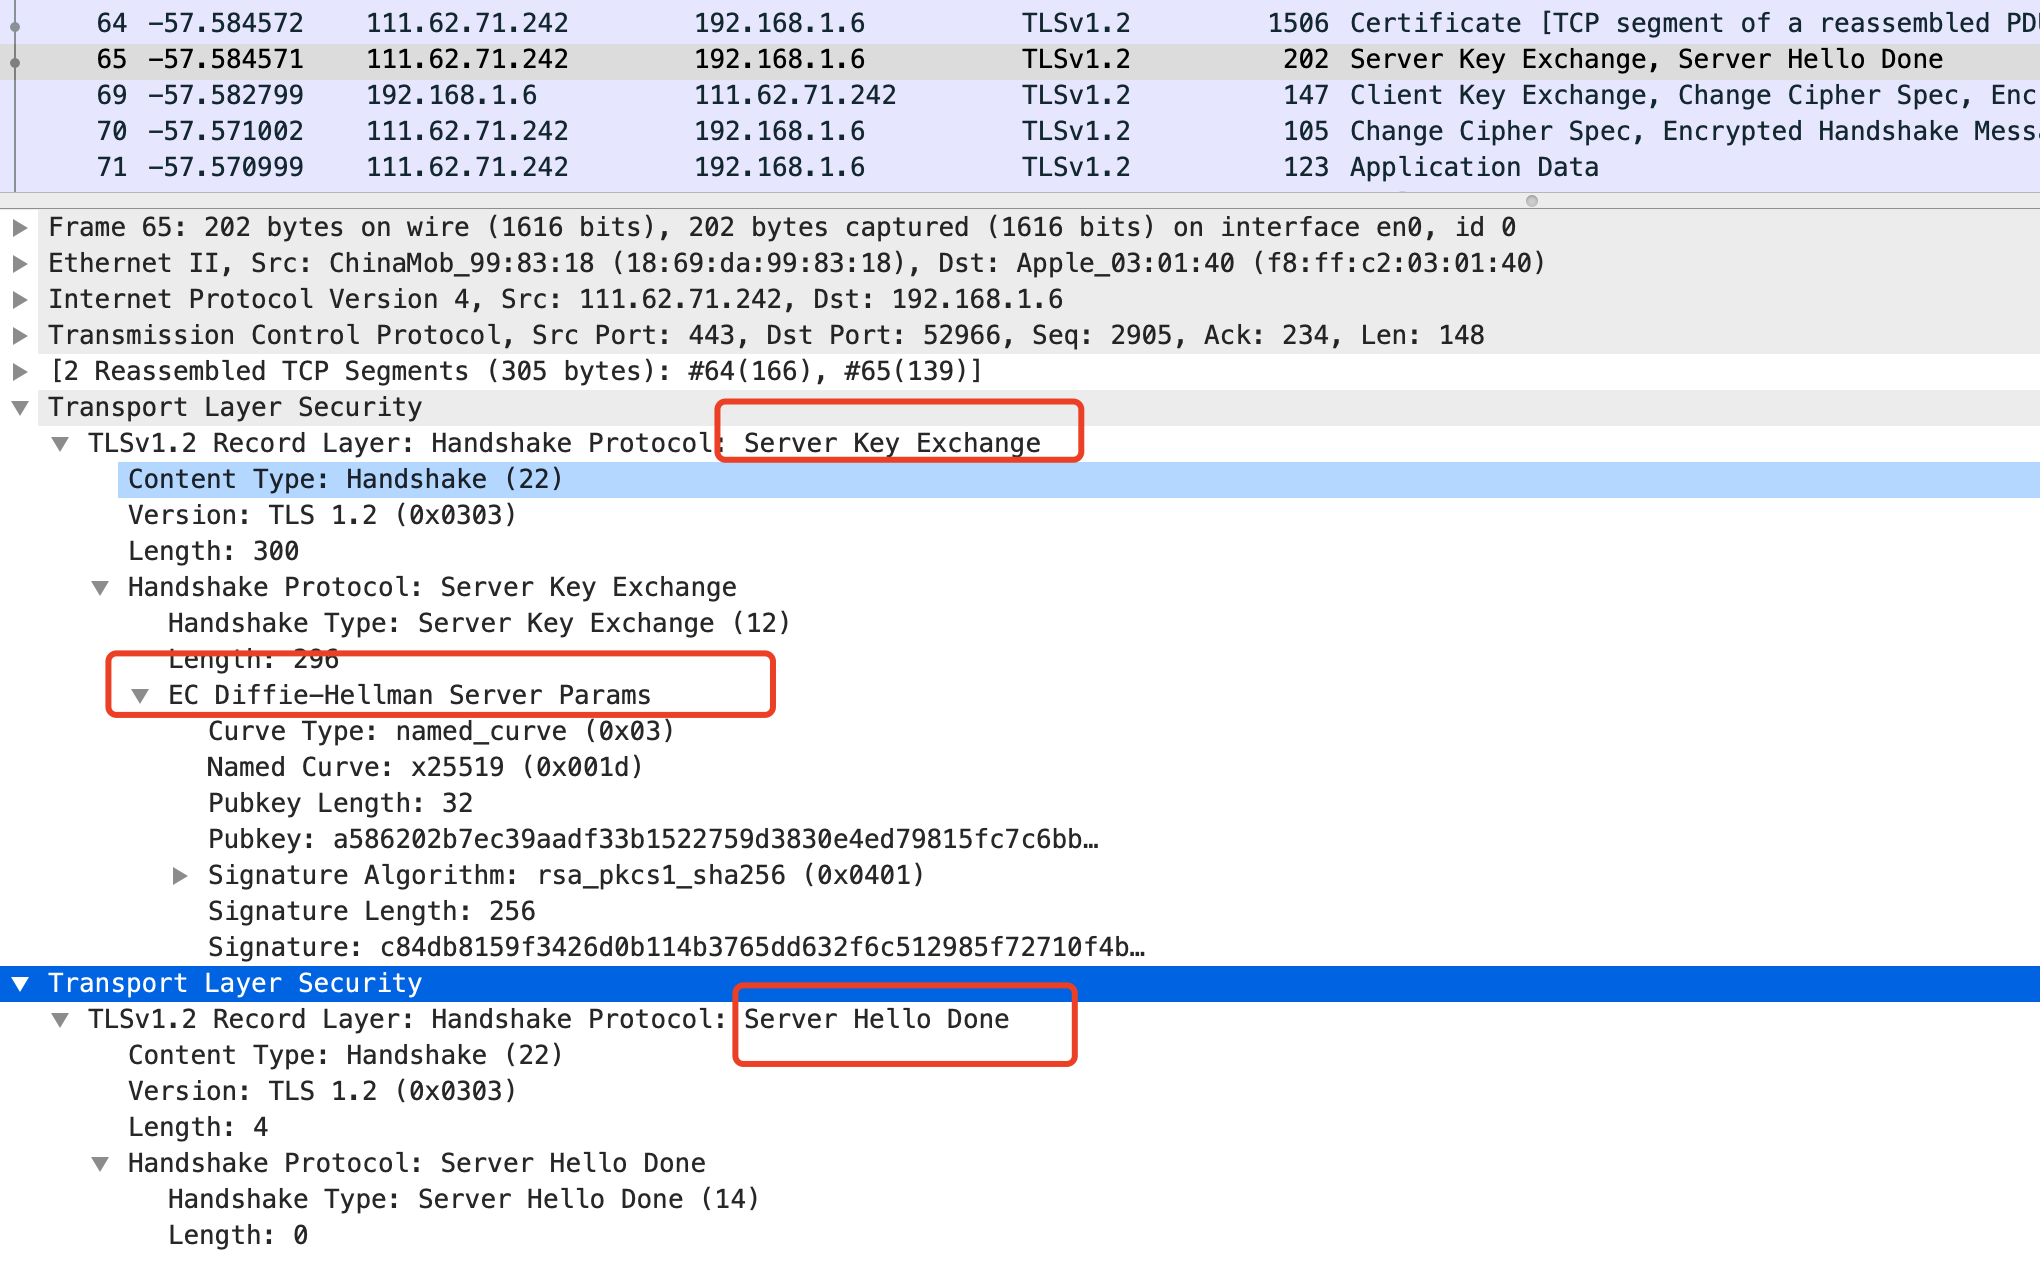 64 −57.584572 111.62.71.242 192.168.1.6 TLSv1.2 1506 Certificate [TCP segment of a reassembled
65 −57.584571 111.62.71.242 192.168.1.6 TLSv1.2 202 Server Key Exchange, Server Hello Done
69 −57.582799 192.168.1.6 111.62.71.242 TLSv1.2 147 Client Key Exchange, Change Cipher Spec, Enc
70 −57.571002 111.62.71.242 192.168.1.6 TLSv1.2 105 Change Cipher Spec, Encrypted Handshake Mess
71 −57.570999 111.62.71.242 192.168.1.6 TLSv1.2 123 Application Data
Frame 65: 202 bytes on wire (1616 bits), 202 bytes captured (1616 bits) on interface en0, id 0
Ethernet II, Src: ChinaMob_99:83:18 (18:69:da:99:83:18), Dst: Apple_03:01:40 (f8:ff:c2:03:01:40)
Internet Protocol Version 4, Src: 111.62.71.242, Dst: 192.168.1.6
Transmission Control Protocol, Src Port: 443, Dst Port: 52966, Seq: 2905, Ack: 234, Len: 148
[2 Reassembled TCP Segments (305 bytes): #64(166), #65(139)]
Transport Layer Security
TLSv1.2 Record Layer: Handshake Protocol: Server Key Exchange
Content Type: Handshake (22)
Version: TLS 1.2 (0x0303)
Length: 300
Handshake Protocol: Server Key Exchange
Handshake Type: Server Key Exchange (12)
Length: 296
EC Diffie–Hellman Server Params
Curve Type: named_curve (0x03)
Named Curve: x25519 (0x001d)
Pubkey Length: 32
Pubkey: a586202b7ec39aadf33b1522759d3830e4ed79815fc7c6bb…
Signature Algorithm: rsa_pkcs1_sha256 (0x0401)
Signature Length: 256
Signature: c84db8159f3426d0b114b3765dd632f6c512985f72710f4b…
Transport Layer Security
TLSv1.2 Record Layer: Handshake Protocol: Server Hello Done
Content Type: Handshake (22)
Version: TLS 1.2 (0x0303)
Length: 4
Handshake Protocol: Server Hello Done
Handshake Type: Server Hello Done (14)
Length: 0